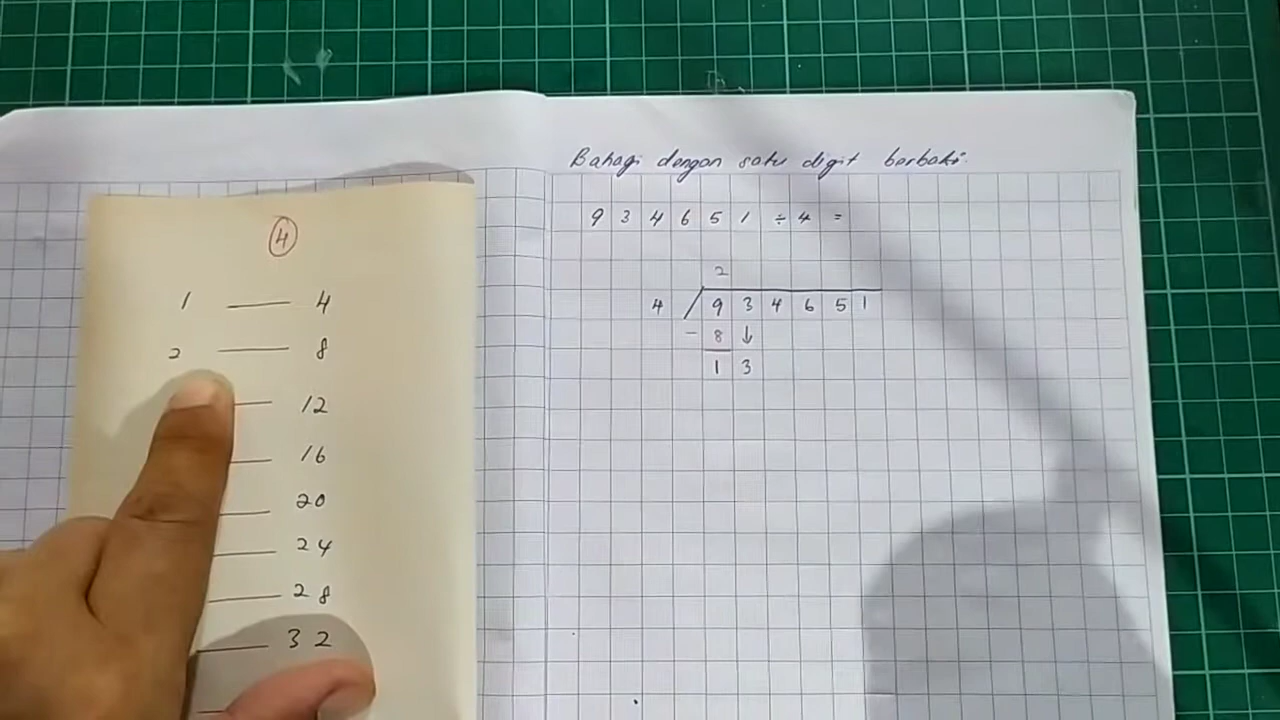 4
1 — 4
2 — 8
— 12
— 16
— 20
— 24
— 28
— 32
Bahagi dengan satu digit berbaki
9 3 4 6 5 1 ÷ 4 =
2
4 / 9 3 4 6 5 1
- 8 ↓
1 3